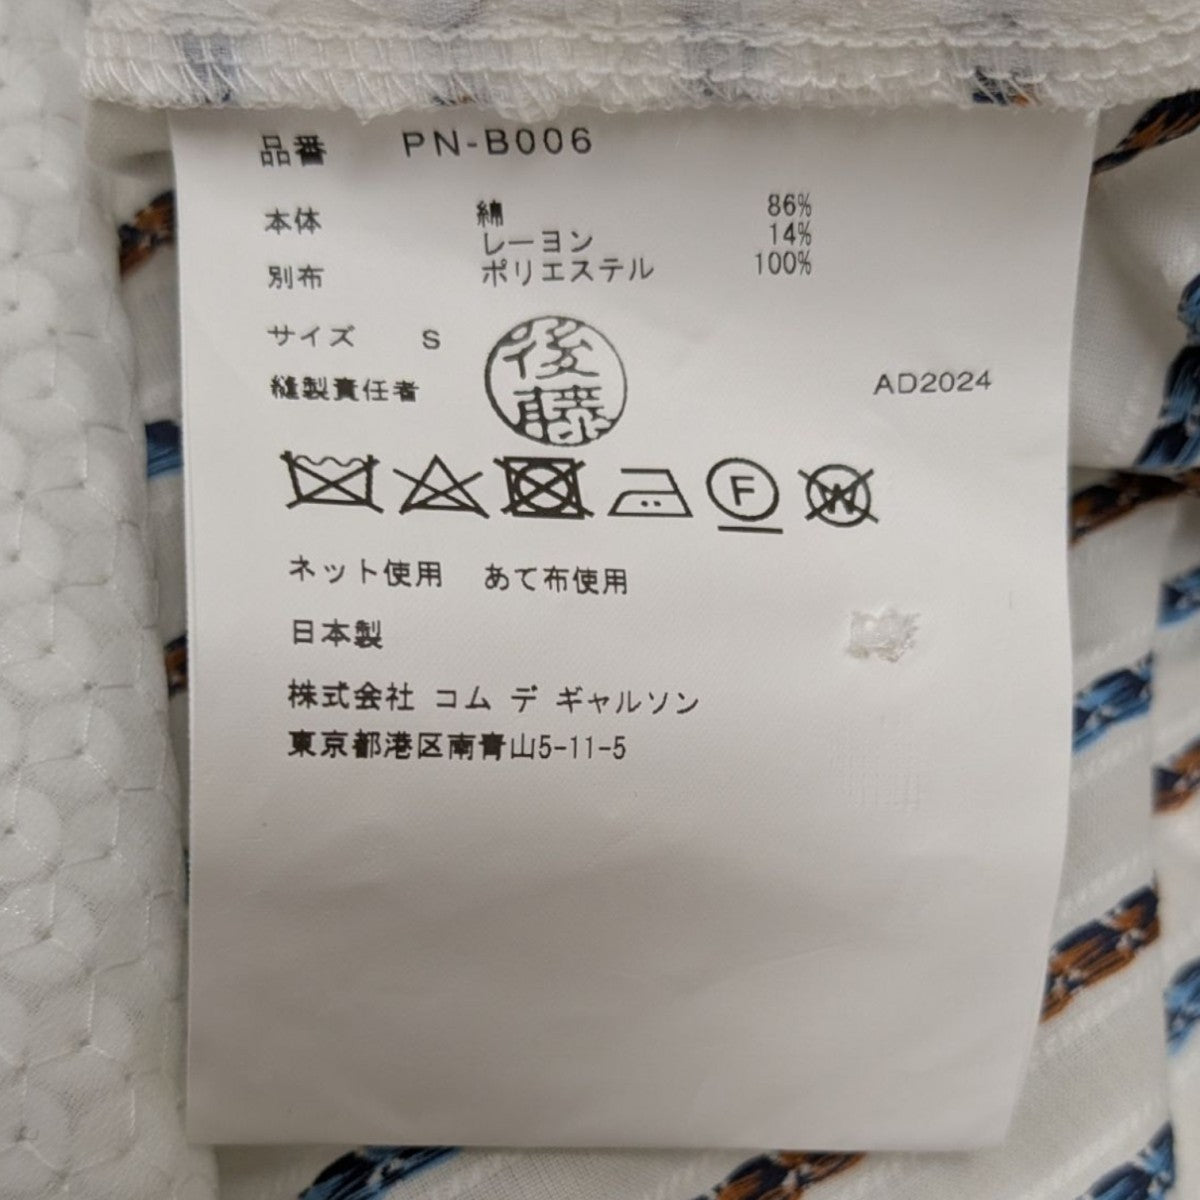 品番 PN-B006
本体 綿 86%
レーヨン 14%
別布 ポリエステル 100%
サイズ S
縫製責任者 後藤
AD2024
F W
ネット使用 あて布使用
日本製
株式会社 コム デ ギャルソン
東京都港区南青山5-11-5